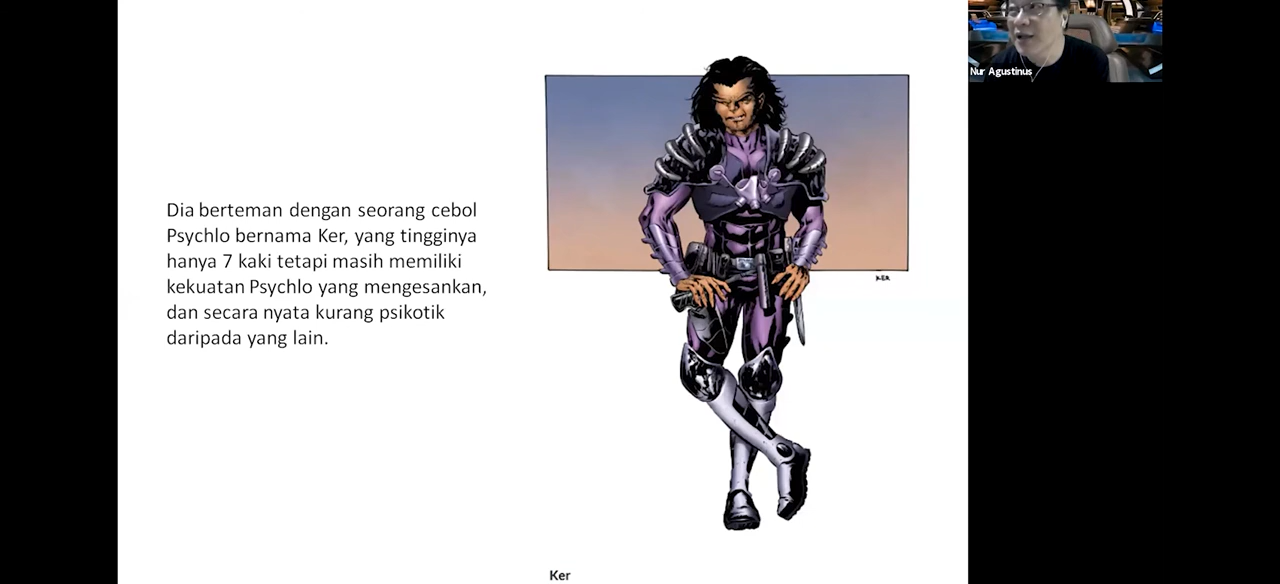 Dia berteman dengan seorang cebol
Psychlo bernama Ker, yang tingginya
hanya 7 kaki tetapi masih memiliki
kekuatan Psychlo yang mengesankan,
dan secara nyata kurang psikotik
daripada yang lain.
KER
Ker
Nur Agustinus